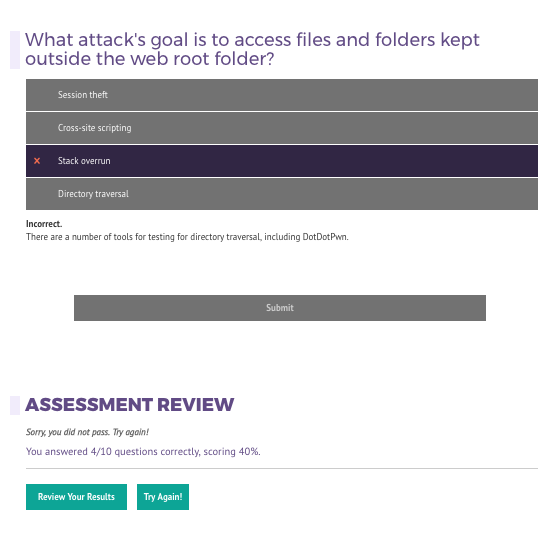 What attack's goal is to access files and folders kept
outside the web root folder?
Session theft
Cross-site scripting
Stack overrun
Directory traversal
Incorrect.
There are a number of tools for testing for directory traversal, including DotDotPwn.
Submit
ASSESSMENT REVIEW
Sorry, you did not pass. Try again!
You answered 4/10 questions correctly, scoring 40%.
Review Your Results
Try Again!